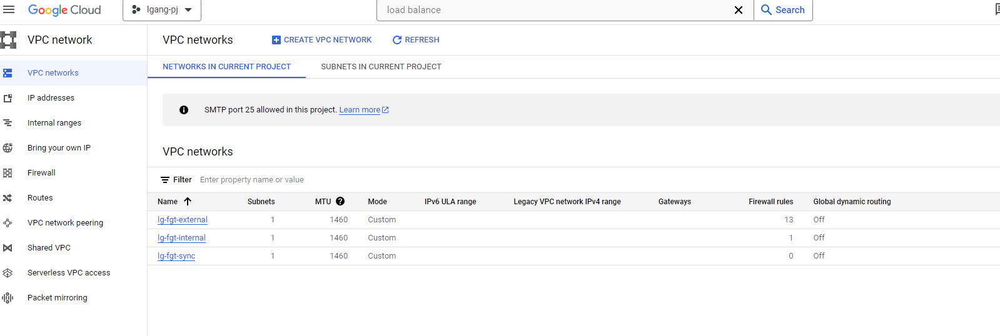 Google Cloud
lgang-pj
load balance
Search
VPC network
VPC networks
CREATE VPC NETWORK
REFRESH
VPC networks
IP addresses
Internal ranges
Bring your own IP
Firewall
Routes
VPC network peering
Shared VPC
Serverless VPC access
Packet mirroring
NETWORKS IN CURRENT PROJECT
SUBNETS IN CURRENT PROJECT
SMTP port 25 allowed in this project. Learn more
VPC networks
Filter Enter property name or value
Name Subnets MTU Mode IPv6 ULA range Legacy VPC network IPv4 range Gateways Firewall rules Global dynamic routing
lg-fgt-external 1 1460 Custom 13 Off
lg-fgt-internal 1 1460 Custom 1 Off
lg-fgt-sync 1 1460 Custom 0 Off